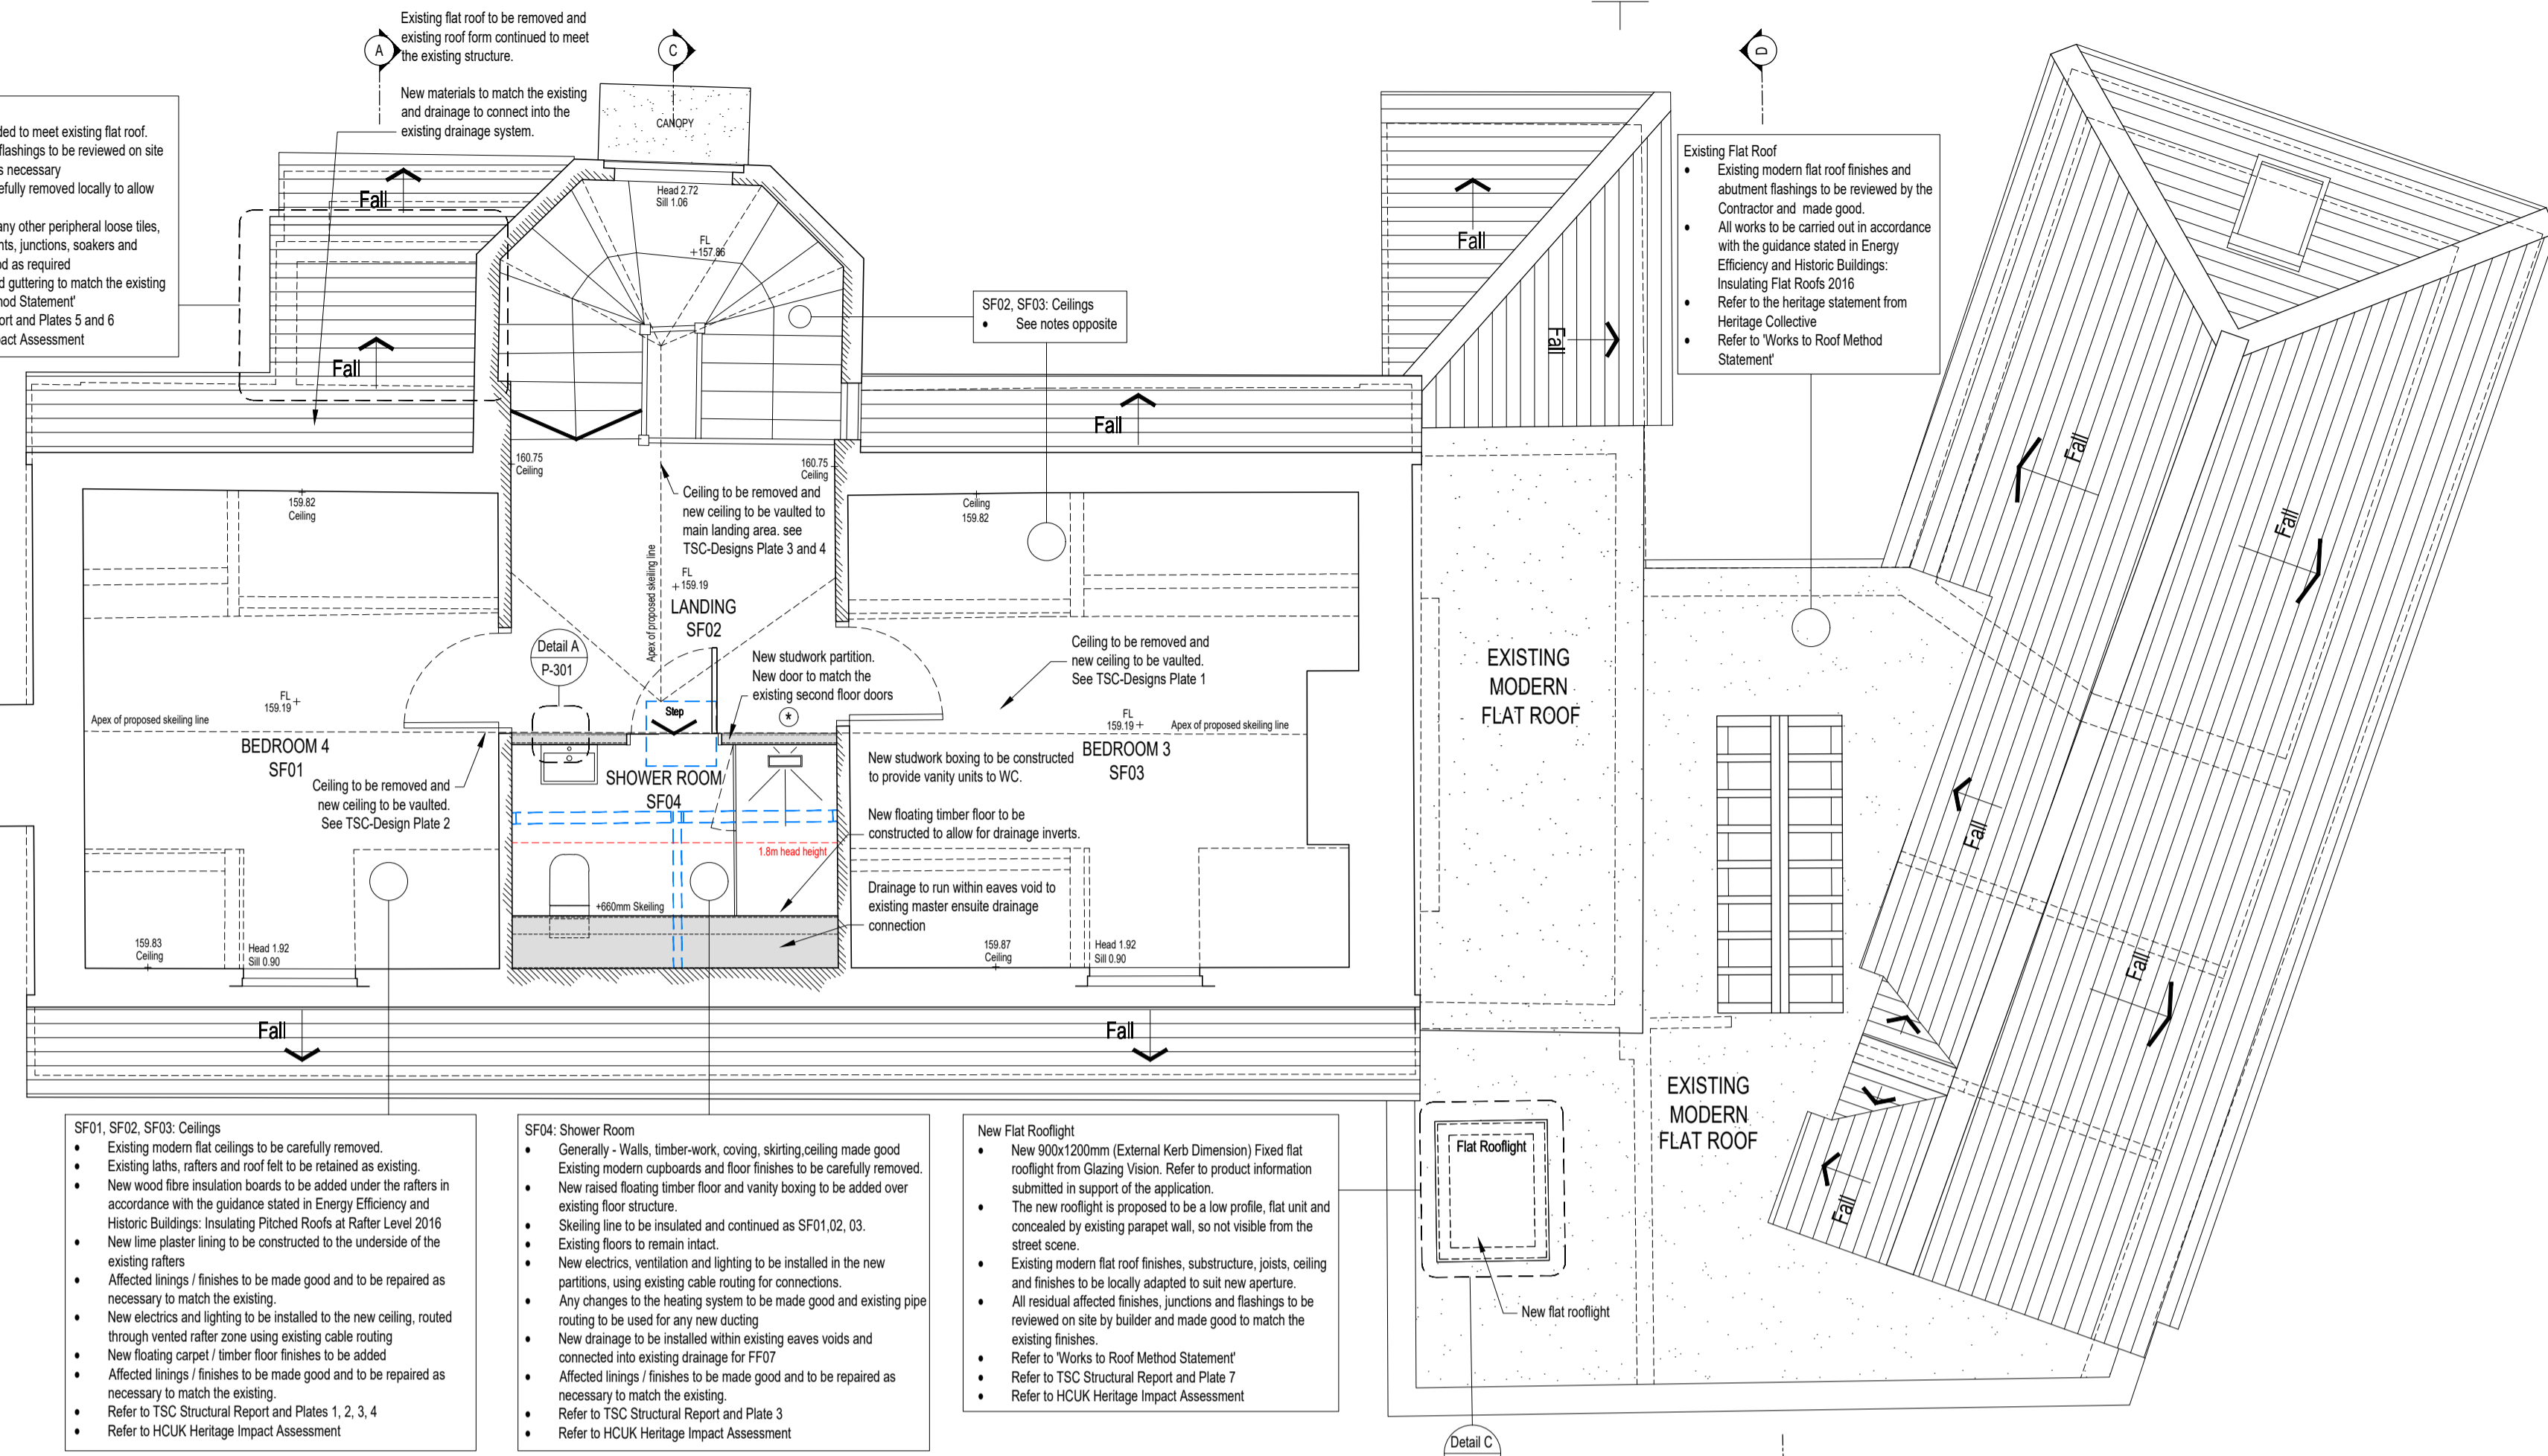 Existing flat roof to be removed and
existing roof form continued to meet
the existing structure.
New materials to match the existing
and drainage to connect into the
existing drainage system.
A
C
D
to meet existing flat roof.
flashings to be reviewed on site
necessary
removed locally to allow
any other peripheral loose tiles,
junctions, soakers and
as required
guttering to match the existing
Statement'
and Plates 5 and 6
Assessment
CANOPY
Head 2.72
Sill 1.06
FL
+157.86
Fall
Fall
Fall
Fall
Fall
SF02, SF03: Ceilings
• See notes opposite
Existing Flat Roof
• Existing modern flat roof finishes and
abutment flashings to be reviewed by the
Contractor and made good.
• All works to be carried out in accordance
with the guidance stated in Energy
Efficiency and Historic Buildings:
Insulating Flat Roofs 2016
• Refer to the heritage statement from
Heritage Collective
• Refer to 'Works to Roof Method
Statement'
160.75
Ceiling
160.75
Ceiling
159.82
Ceiling
Ceiling
159.82
Ceiling to be removed and
new ceiling to be vaulted to
main landing area. see
TSC-Designs Plate 3 and 4
Apex of proposed skeiling line
FL
+159.19
LANDING
SF02
Detail A
P-301
New studwork partition.
New door to match the
existing second floor doors
*
Step
Ceiling to be removed and
new ceiling to be vaulted.
See TSC-Designs Plate 1
FL
159.19 +
Apex of proposed skeiling line
BEDROOM 4
SF01
Ceiling to be removed and
new ceiling to be vaulted.
See TSC-Design Plate 2
SHOWER ROOM
SF04
FL
159.19 +
Apex of proposed skeiling line
BEDROOM 3
SF03
New studwork boxing to be constructed
to provide vanity units to WC.
New floating timber floor to be
constructed to allow for drainage inverts.
1.8m head height
Drainage to run within eaves void to
existing master ensuite drainage
connection
+660mm Skeiling
159.83
Ceiling
Head 1.92
Sill 0.90
159.87
Ceiling
Head 1.92
Sill 0.90
Fall
Fall
EXISTING
MODERN
FLAT ROOF
EXISTING
MODERN
FLAT ROOF
Fall
Fall
Fall
Fall
Fall
Flat Rooflight
New flat rooflight
Detail C
SF01, SF02, SF03: Ceilings
• Existing modern flat ceilings to be carefully removed.
• Existing laths, rafters and roof felt to be retained as existing.
• New wood fibre insulation boards to be added under the rafters in
accordance with the guidance stated in Energy Efficiency and
Historic Buildings: Insulating Pitched Roofs at Rafter Level 2016
• New lime plaster lining to be constructed to the underside of the
existing rafters
• Affected linings / finishes to be made good and to be repaired as
necessary to match the existing.
• New electrics and lighting to be installed to the new ceiling, routed
through vented rafter zone using existing cable routing
• New floating carpet / timber floor finishes to be added
• Affected linings / finishes to be made good and to be repaired as
necessary to match the existing.
• Refer to TSC Structural Report and Plates 1, 2, 3, 4
• Refer to HCUK Heritage Impact Assessment
SF04: Shower Room
• Generally - Walls, timber-work, coving, skirting,ceiling made good
Existing modern cupboards and floor finishes to be carefully removed.
• New raised floating timber floor and vanity boxing to be added over
existing floor structure.
• Skeiling line to be insulated and continued as SF01,02, 03.
• Existing floors to remain intact.
• New electrics, ventilation and lighting to be installed in the new
partitions, using existing cable routing for connections.
• Any changes to the heating system to be made good and existing pipe
routing to be used for any new ducting
• New drainage to be installed within existing eaves voids and
connected into existing drainage for FF07
• Affected linings / finishes to be made good and to be repaired as
necessary to match the existing.
• Refer to TSC Structural Report and Plate 3
• Refer to HCUK Heritage Impact Assessment
New Flat Rooflight
• New 900x1200mm (External Kerb Dimension) Fixed flat
rooflight from Glazing Vision. Refer to product information
submitted in support of the application.
• The new rooflight is proposed to be a low profile, flat unit and
concealed by existing parapet wall, so not visible from the
street scene.
• Existing modern flat roof finishes, substructure, joists, ceiling
and finishes to be locally adapted to suit new aperture.
• All residual affected finishes, junctions and flashings to be
reviewed on site by builder and made good to match the
existing finishes.
• Refer to 'Works to Roof Method Statement'
• Refer to TSC Structural Report and Plate 7
• Refer to HCUK Heritage Impact Assessment